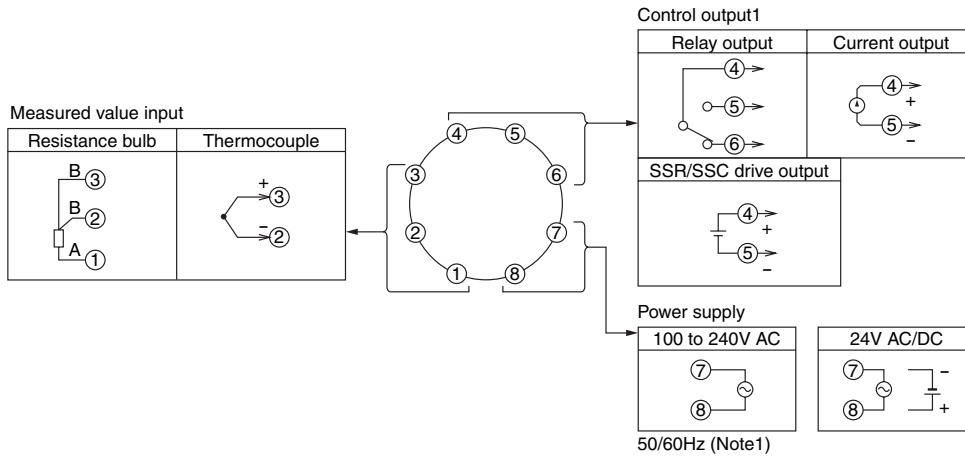 Control output1
Relay output
Current output
4
5
6
4
+
5
−
SSR/SSC drive output
4
+
5
−
Measured value input
Resistance bulb
Thermocouple
B 3
B 2
A 1
+
3
−
2
4 5
3 6
2 7
1 8
Power supply
100 to 240V AC
24V AC/DC
7
8
7
8
−
+
50/60Hz (Note1)